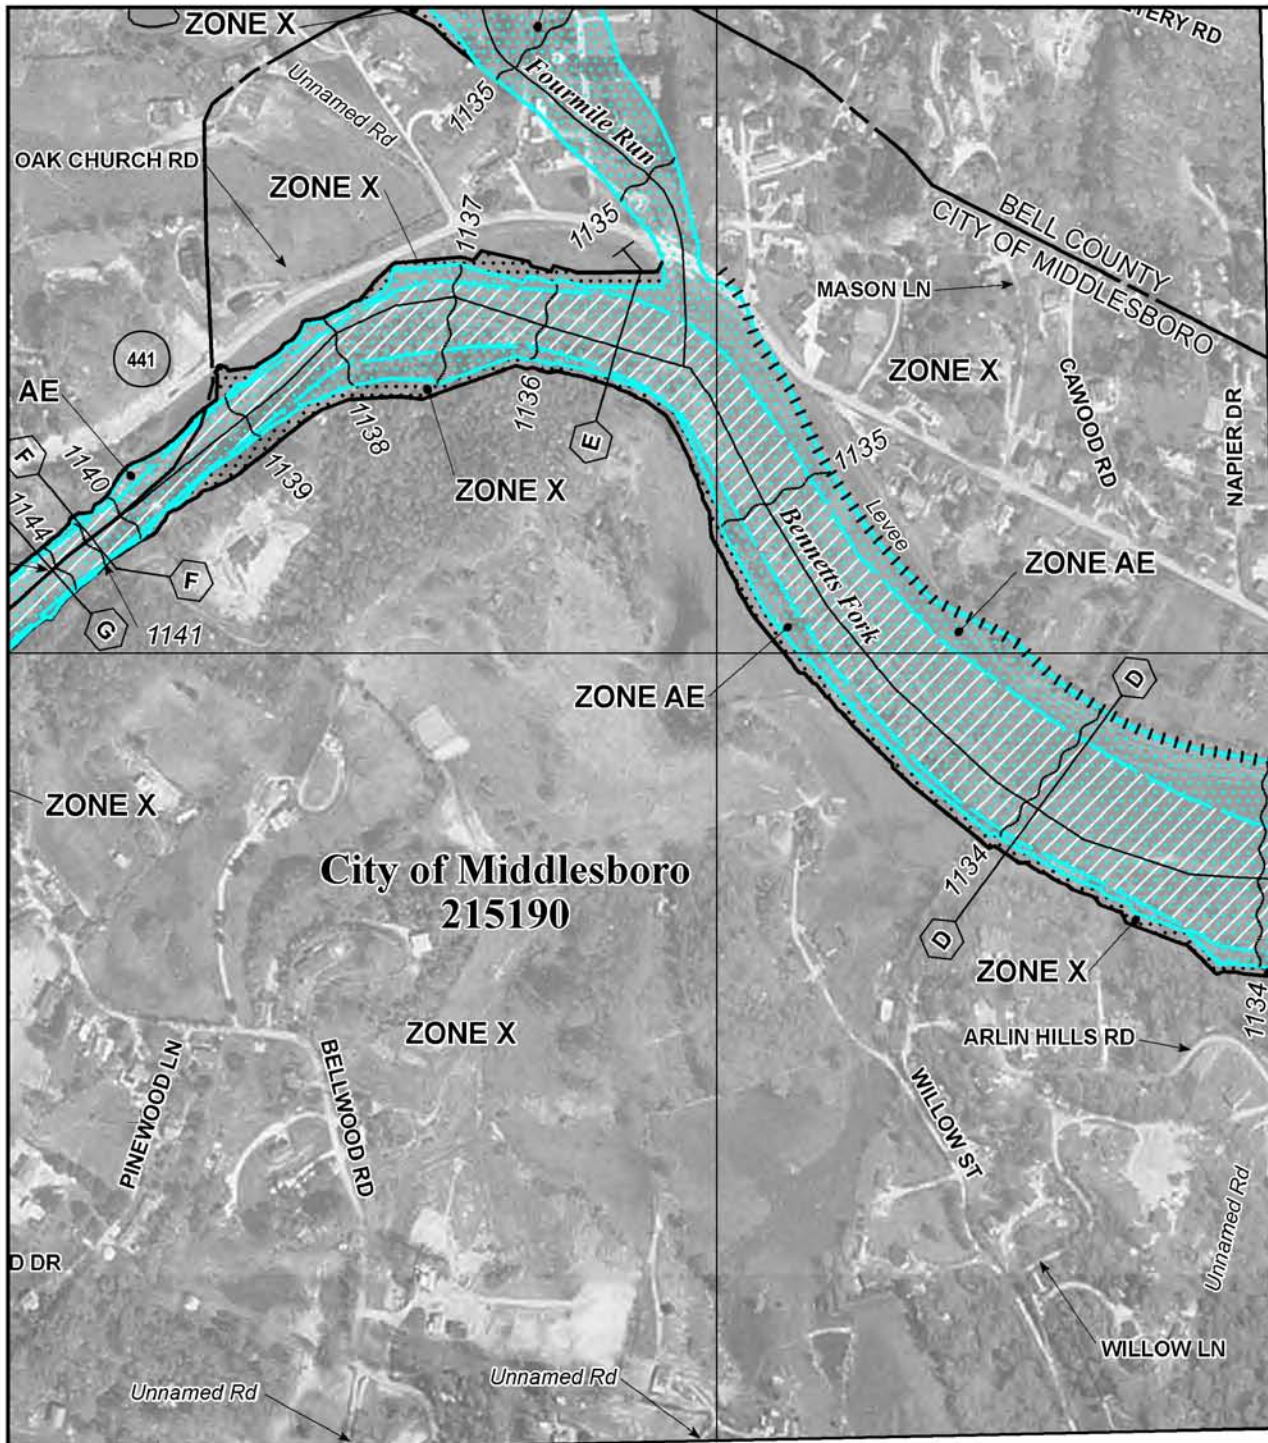 ZONE X
TERY RD
Unnamed Rd
1135
Fourmile Run
OAK CHURCH RD
ZONE X
1137
1135
BELL COUNTY
CITY OF MIDDLESBORO
MASON LN
441
ZONE X
CAWOOD RD
NAPIER DR
AE
1136
E
1138
1135
F
1140
1139
ZONE X
Levee
1144
Bennetts Fork
ZONE AE
F
G
1141
D
ZONE AE
ZONE X
City of Middlesboro
215190
1134
D
ZONE X
1134
ZONE X
ARLIN HILLS RD
PINEWOOD LN
BELLWOOD RD
WILLOW ST
Unnamed Rd
D DR
WILLOW LN
Unnamed Rd
Unnamed Rd